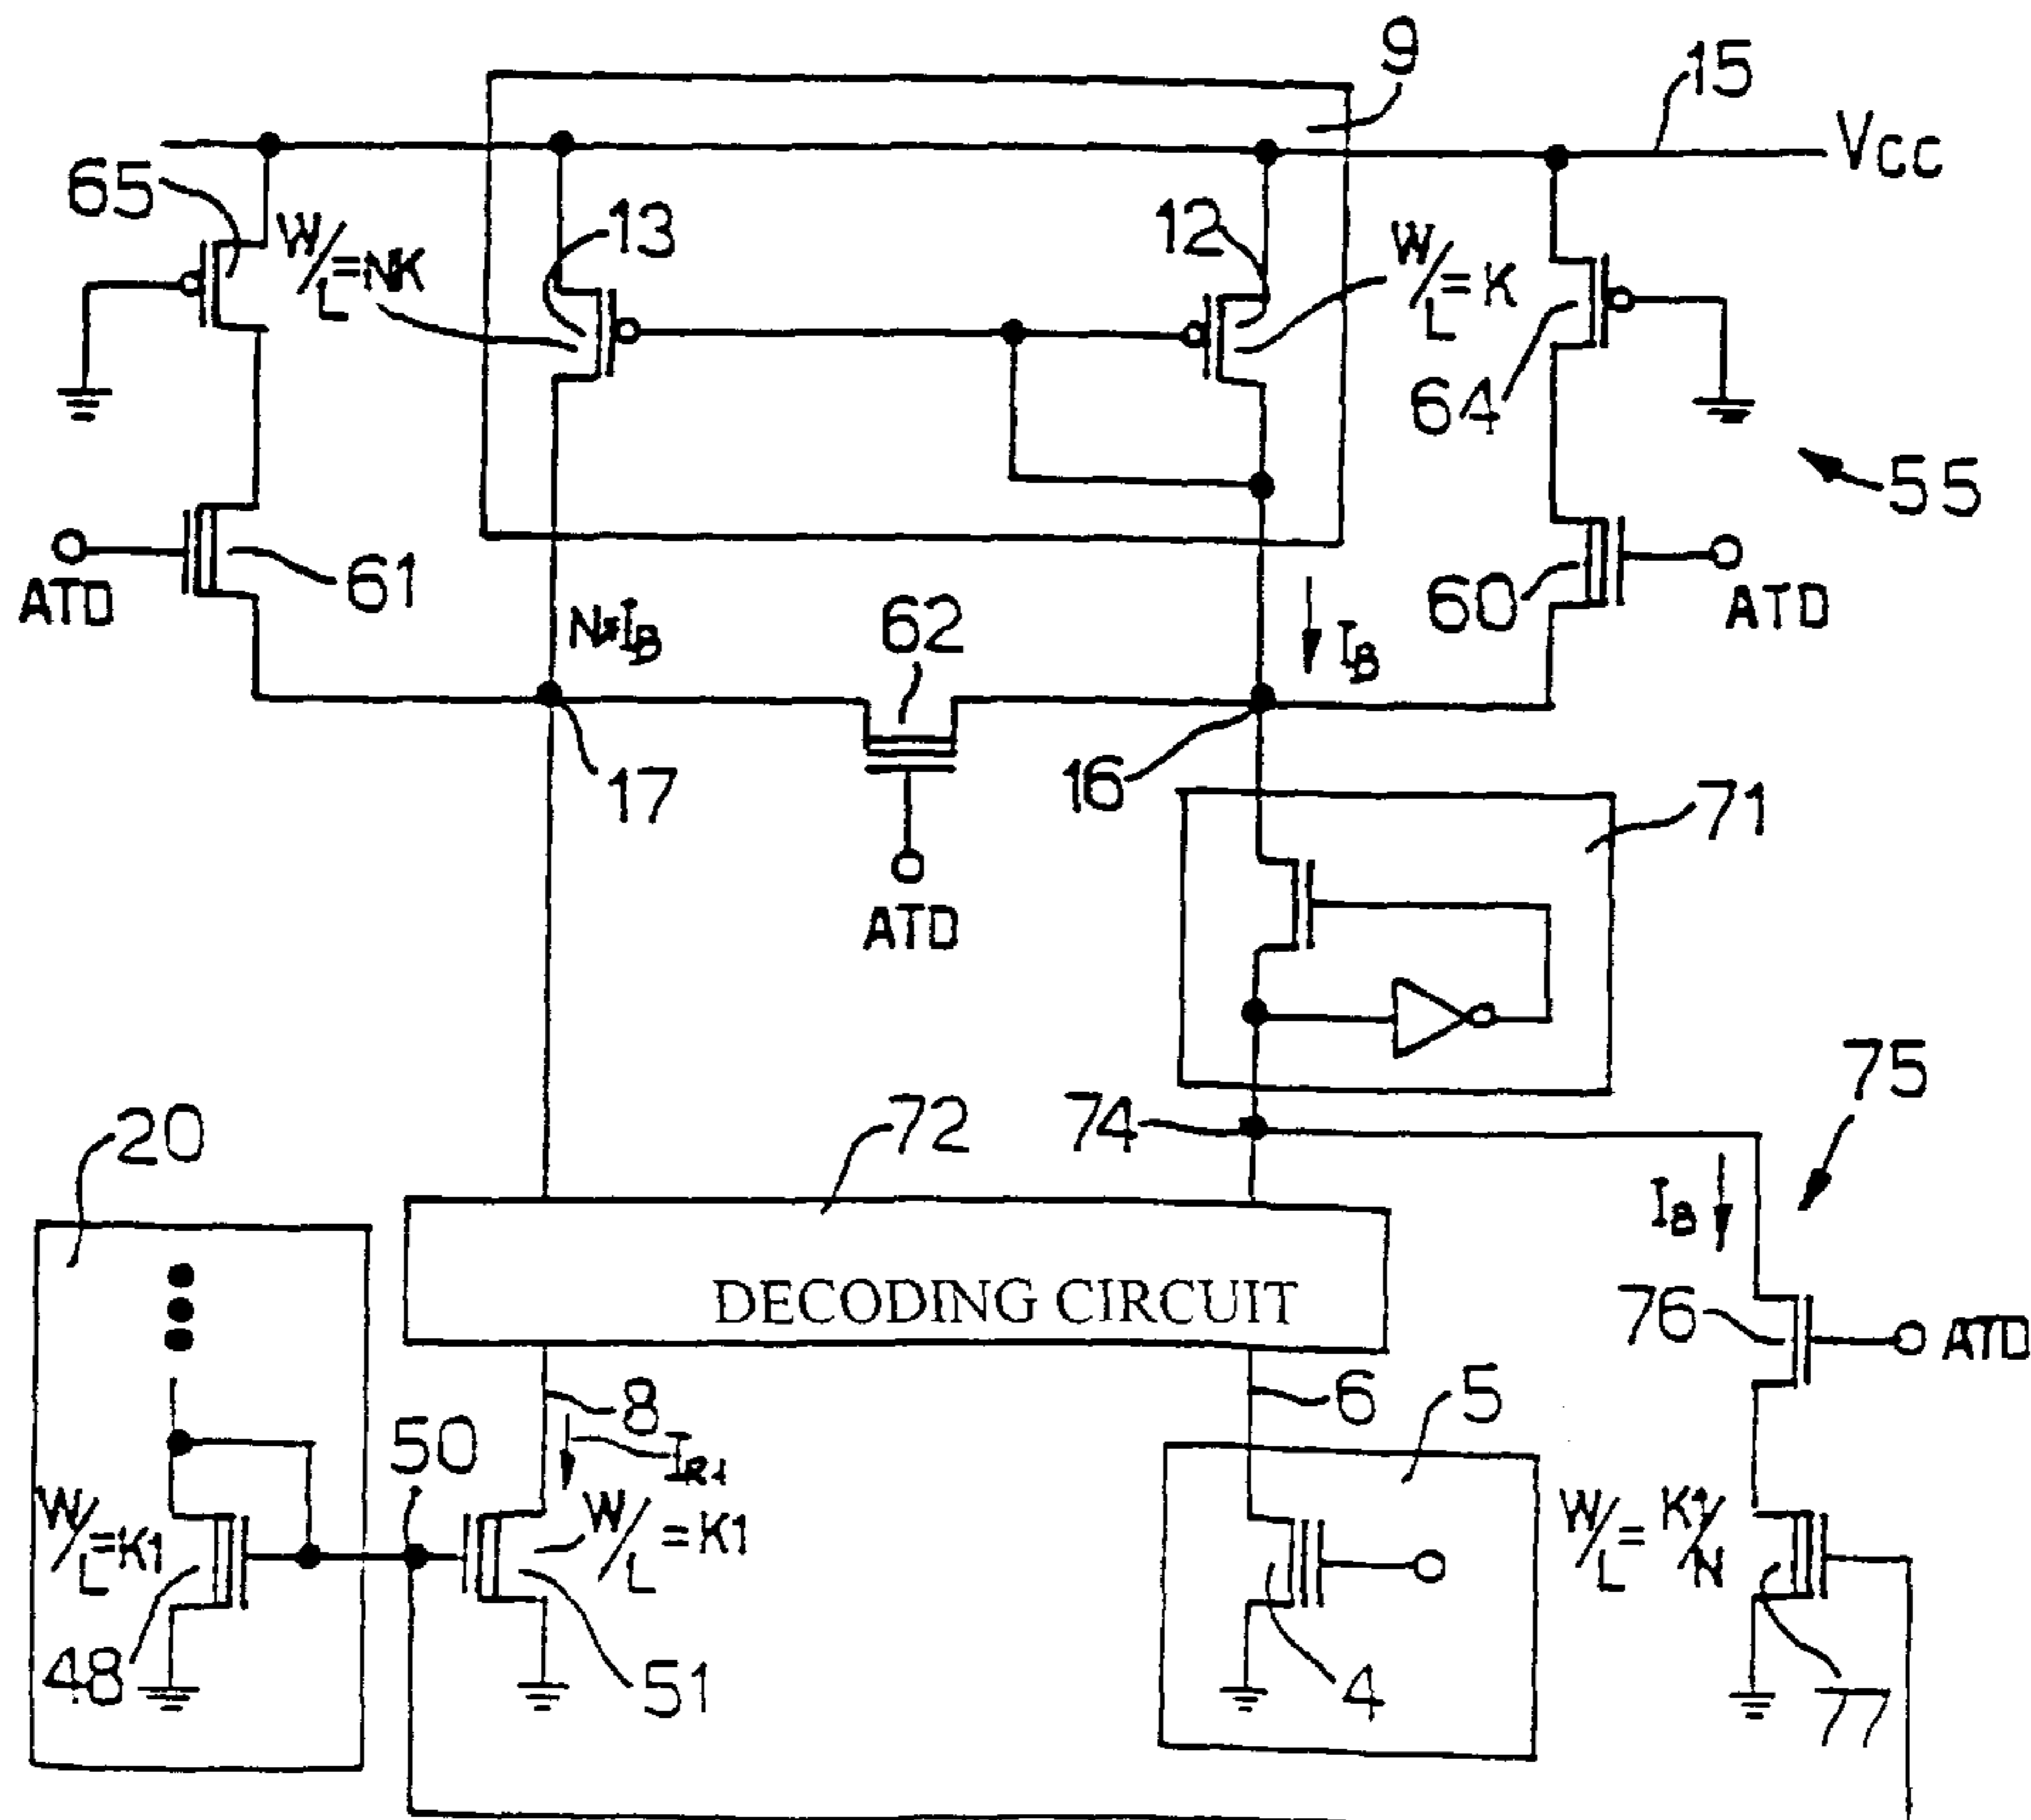 9
15
VCC
65
W/L=NK
13
12
W/L=K
64
55
61
ATD
N*IB
62
IB
60
ATD
17
16
71
ATD
75
20
72
74
IB
DECODING CIRCUIT
76
ATD
8
6
5
50
IR1
W/L=K1
W/L=K1
W/L=K1/N
48
51
4
77